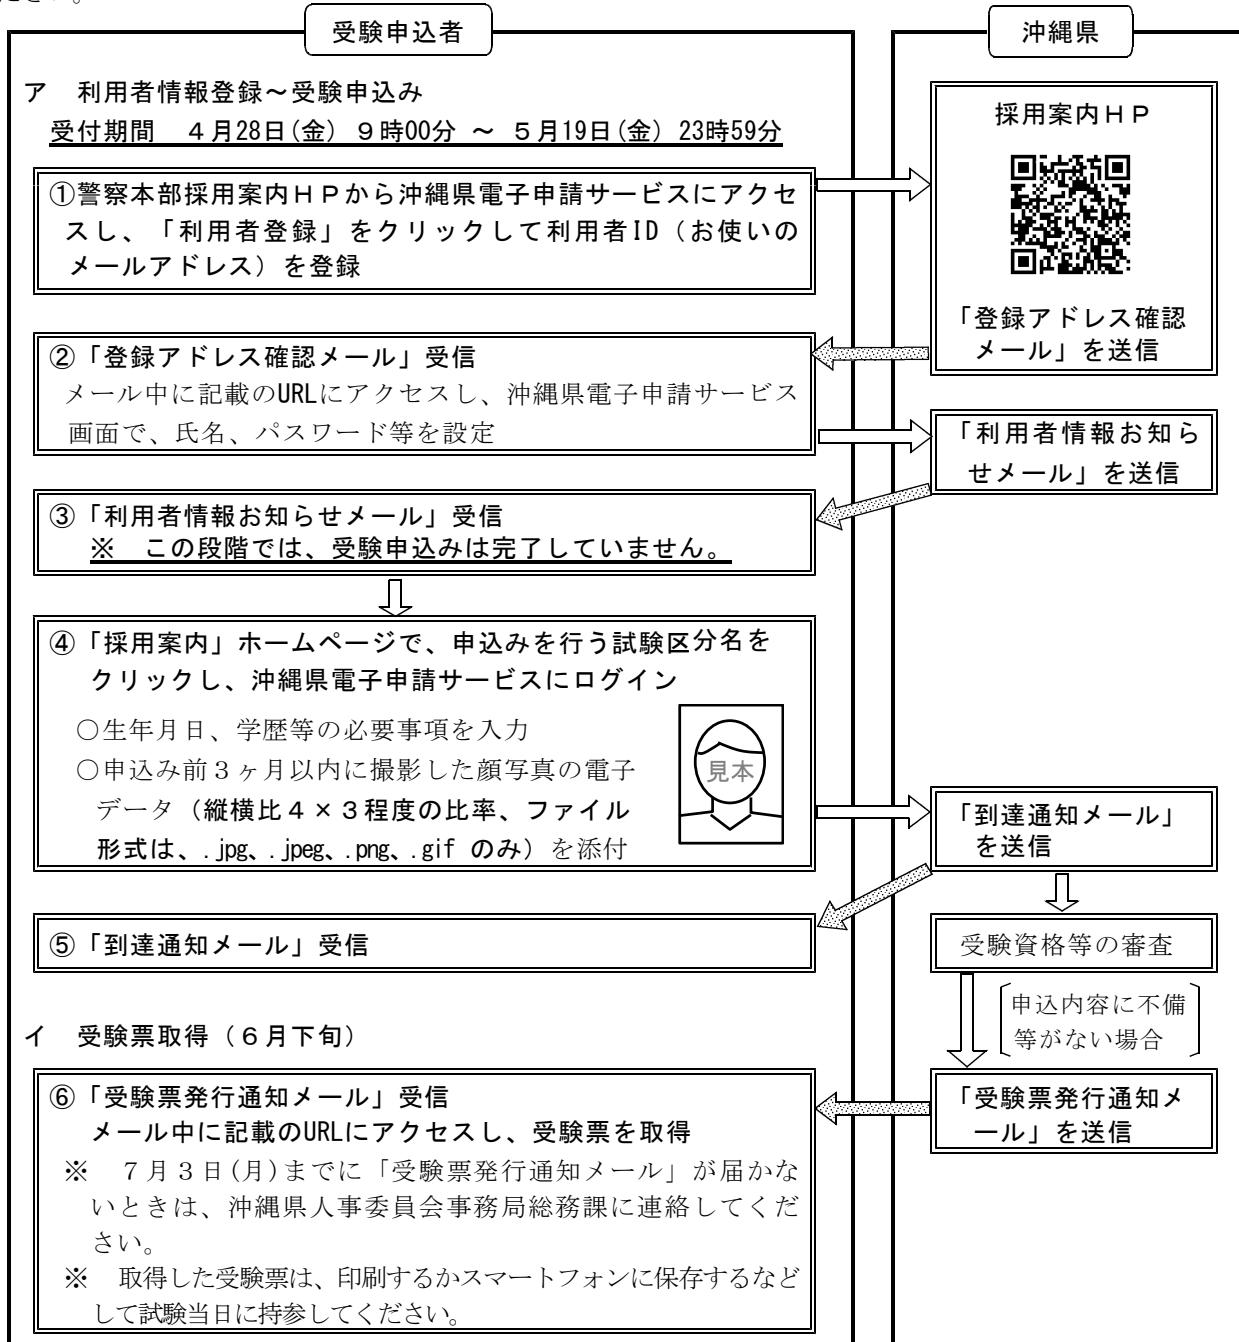 ださい。
受験申込者
ア　利用者情報登録～受験申込み
受付期間　４月28日(金) ９時00分 ～ ５月19日(金) 23時59分
①警察本部採用案内ＨＰから沖縄県電子申請サービスにアクセ
スし、「利用者登録」をクリックして利用者ID（お使いの
メールアドレス）を登録
②「登録アドレス確認メール」受信
メール中に記載のURLにアクセスし、沖縄県電子申請サービス
画面で、氏名、パスワード等を設定
③「利用者情報お知らせメール」受信
※　この段階では、受験申込みは完了していません。
④「採用案内」ホームページで、申込みを行う試験区分名を
クリックし、沖縄県電子申請サービスにログイン
○生年月日、学歴等の必要事項を入力
○申込み前３ヶ月以内に撮影した顔写真の電子
データ（縦横比４×３程度の比率、ファイル
形式は、.jpg、.jpeg、.png、.gif のみ）を添付
見本
⑤「到達通知メール」受信
イ　受験票取得（６月下旬）
⑥「受験票発行通知メール」受信
メール中に記載のURLにアクセスし、受験票を取得
※　７月３日(月)までに「受験票発行通知メール」が届かな
いときは、沖縄県人事委員会事務局総務課に連絡してくだ
さい。
※　取得した受験票は、印刷するかスマートフォンに保存するなど
して試験当日に持参してください。
沖縄県
採用案内ＨＰ
「登録アドレス確認
メール」を送信
「利用者情報お知ら
せメール」を送信
「到達通知メール」
を送信
受験資格等の審査
申込内容に不備
等がない場合
「受験票発行通知メ
ール」を送信